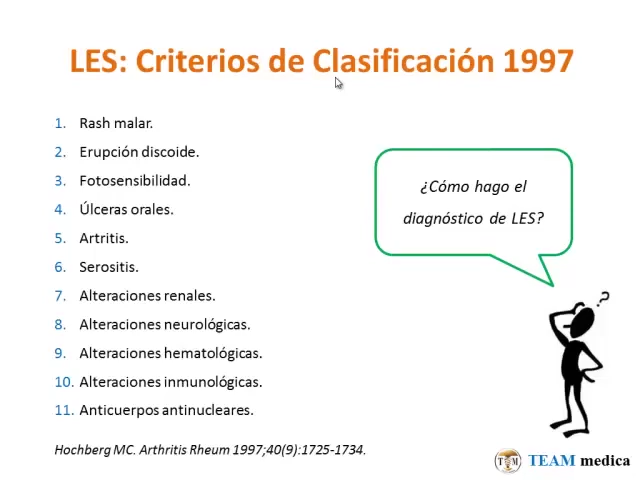 LES: Criterios de Clasificación 1997
1. Rash malar.
2. Erupción discoide.
3. Fotosensibilidad.
4. Úlceras orales.
5. Artritis.
6. Serositis.
7. Alteraciones renales.
8. Alteraciones neurológicas.
9. Alteraciones hematológicas.
10. Alteraciones inmunológicas.
11. Anticuerpos antinucleares.
¿Cómo hago el
diagnóstico de LES?
?
Hochberg MC. Arthritis Rheum 1997;40(9):1725-1734.
TEAM medica